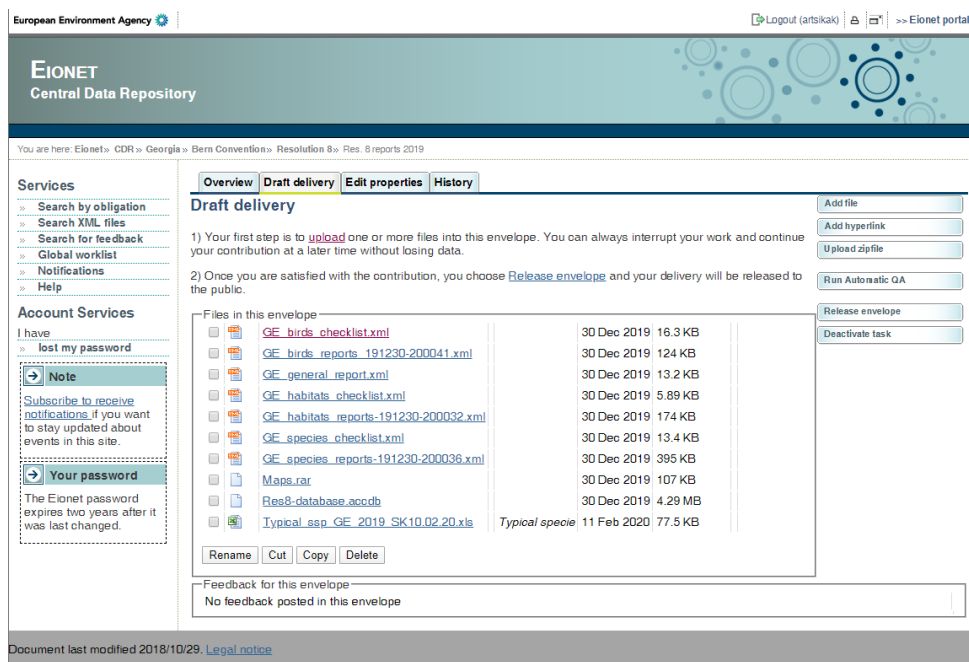 European Environment Agency
Logout (artsikak)
>> Eionet portal
EIONET
Central Data Repository
You are here: Eionet» CDR» Georgia» Bern Convention» Resolution 8» Res. 8 reports 2019
Services
» Search by obligation
» Search XML files
» Search for feedback
» Global worklist
» Notifications
» Help
Account Services
I have
» lost my password
Note
Subscribe to receive
notifications if you want
to stay updated about
events in this site.
Your password
The Eionet password
expires two years after it
was last changed.
Overview Draft delivery Edit properties History
Draft delivery
1) Your first step is to upload one or more files into this envelope. You can always interrupt your work and continue
your contribution at a later time without losing data.
2) Once you are satisfied with the contribution, you choose Release envelope and your delivery will be released to
the public.
Files in this envelope
GE_birds_checklist.xml 30 Dec 2019 16.3 KB
GE_birds_reports_191230-200041.xml 30 Dec 2019 124 KB
GE_general_report.xml 30 Dec 2019 13.2 KB
GE_habitats_checklist.xml 30 Dec 2019 5.89 KB
GE_habitats_reports-191230-200032.xml 30 Dec 2019 174 KB
GE_species_checklist.xml 30 Dec 2019 13.4 KB
GE_species_reports-191230-200036.xml 30 Dec 2019 395 KB
Maps.rar 30 Dec 2019 107 KB
Res8-database.accdb 30 Dec 2019 4.29 MB
Typical_ssp_GE_2019_SK10.02.20.xls Typical specie 11 Feb 2020 77.5 KB
Rename Cut Copy Delete
Feedback for this envelope
No feedback posted in this envelope
Add file
Add hyperlink
Upload zipfile
Run Automatic QA
Release envelope
Deactivate task
Document last modified 2018/10/29. Legal notice